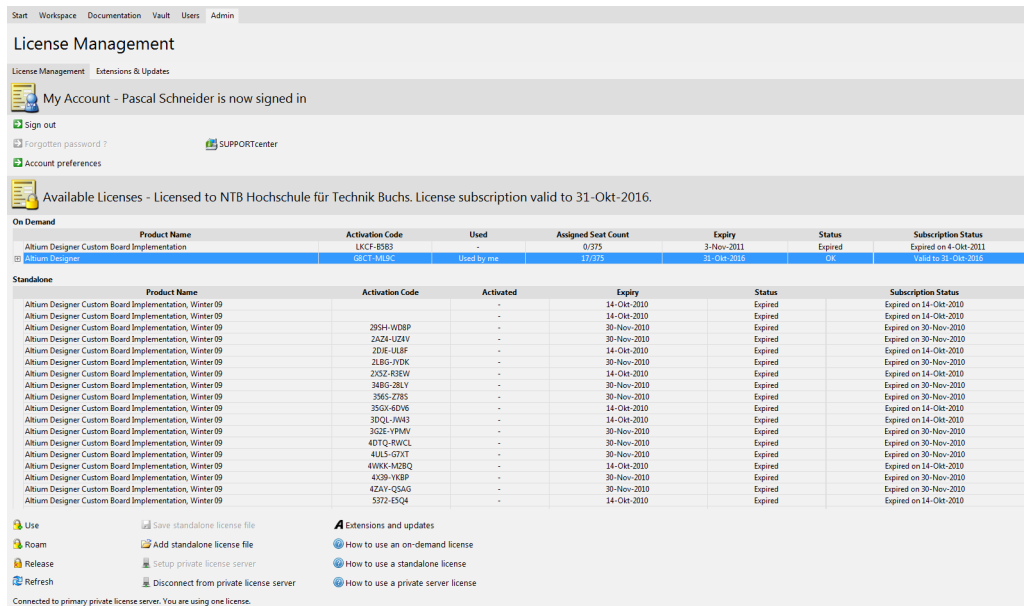 Start Workspace Documentation Vault Users Admin
License Management
License Management Extensions & Updates
My Account - Pascal Schneider is now signed in
Sign out
Forgotten password ? SUPPORTcenter
Account preferences
Available Licenses - Licensed to NTB Hochschule für Technik Buchs. License subscription valid to 31-Okt-2016.
On Demand
Product Name Activation Code Used Assigned Seat Count Expiry Status Subscription Status
Altium Designer Custom Board Implementation LKCF-B5B3 - 0/375 3-Nov-2011 Expired Expired on 4-Okt-2011
Altium Designer G8CT-ML9C Used by me 17/375 31-Okt-2016 OK Valid to 31-Okt-2016
Standalone
Product Name Activation Code Activated Expiry Status Subscription Status
Altium Designer Custom Board Implementation, Winter 09 - 14-Okt-2010 Expired Expired on 14-Okt-2010
Altium Designer Custom Board Implementation, Winter 09 - 14-Okt-2010 Expired Expired on 14-Okt-2010
Altium Designer Custom Board Implementation, Winter 09 29SH-WD8P - 30-Nov-2010 Expired Expired on 30-Nov-2010
Altium Designer Custom Board Implementation, Winter 09 2AZ4-UZ4V - 30-Nov-2010 Expired Expired on 30-Nov-2010
Altium Designer Custom Board Implementation, Winter 09 2DJE-UL8F - 14-Okt-2010 Expired Expired on 14-Okt-2010
Altium Designer Custom Board Implementation, Winter 09 2LBG-JYDK - 30-Nov-2010 Expired Expired on 30-Nov-2010
Altium Designer Custom Board Implementation, Winter 09 2X5Z-R3EW - 14-Okt-2010 Expired Expired on 14-Okt-2010
Altium Designer Custom Board Implementation, Winter 09 34BG-28LY - 30-Nov-2010 Expired Expired on 30-Nov-2010
Altium Designer Custom Board Implementation, Winter 09 356S-Z78S - 30-Nov-2010 Expired Expired on 30-Nov-2010
Altium Designer Custom Board Implementation, Winter 09 35GX-6DV6 - 14-Okt-2010 Expired Expired on 14-Okt-2010
Altium Designer Custom Board Implementation, Winter 09 3DQL-JW43 - 14-Okt-2010 Expired Expired on 14-Okt-2010
Altium Designer Custom Board Implementation, Winter 09 3G2E-YPMV - 30-Nov-2010 Expired Expired on 30-Nov-2010
Altium Designer Custom Board Implementation, Winter 09 4DTQ-RWCL - 30-Nov-2010 Expired Expired on 30-Nov-2010
Altium Designer Custom Board Implementation, Winter 09 4UL5-G7XT - 30-Nov-2010 Expired Expired on 30-Nov-2010
Altium Designer Custom Board Implementation, Winter 09 4WKK-M2BQ - 14-Okt-2010 Expired Expired on 14-Okt-2010
Altium Designer Custom Board Implementation, Winter 09 4X39-YKBP - 30-Nov-2010 Expired Expired on 30-Nov-2010
Altium Designer Custom Board Implementation, Winter 09 4ZAY-QSAG - 30-Nov-2010 Expired Expired on 30-Nov-2010
Altium Designer Custom Board Implementation, Winter 09 5372-E5Q4 - 14-Okt-2010 Expired Expired on 14-Okt-2010
Use Save standalone license file Extensions and updates
Roam Add standalone license file How to use an on-demand license
Release Setup private license server How to use a standalone license
Refresh Disconnect from private license server How to use a private server license
Connected to primary private license server. You are using one license.